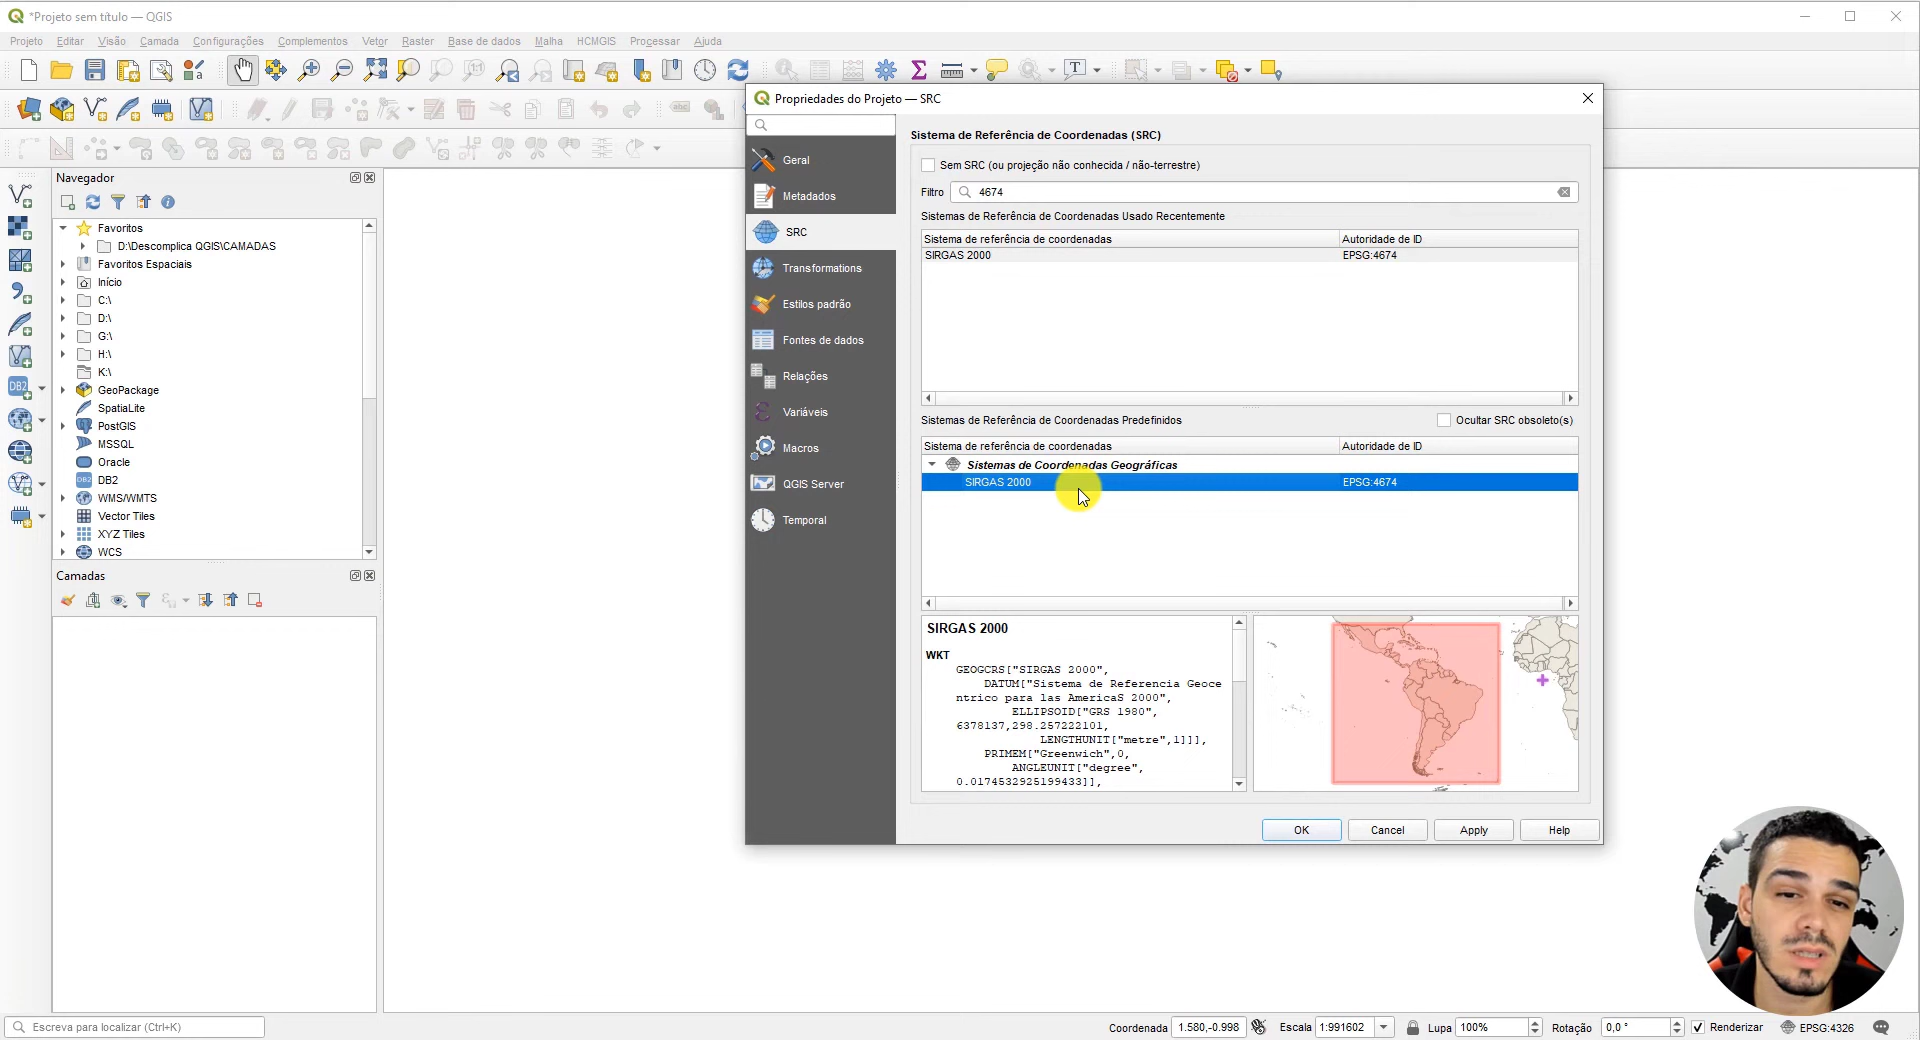 *Projeto sem título — QGIS
Projeto Editar Visão Camada Configurações Complementos Vetor Raster Base de dados Malha HCMGIS Processar Ajuda
Propriedades do Projeto — SRC
Geral
Metadados
SRC
Transformations
Estilos padrão
Fontes de dados
Relações
Variáveis
Macros
QGIS Server
Temporal
Sistema de Referência de Coordenadas (SRC)
Sem SRC (ou projeção não conhecida / não-terrestre)
Filtro 4674
Sistemas de Referência de Coordenadas Usado Recentemente
Sistema de referência de coordenadas Autoridade de ID
SIRGAS 2000 EPSG:4674
Sistemas de Referência de Coordenadas Predefinidos Ocultar SRC obsoleto(s)
Sistema de referência de coordenadas Autoridade de ID
Sistemas de Coordenadas Geográficas
SIRGAS 2000 EPSG:4674
SIRGAS 2000
WKT
GEOGCRS["SIRGAS 2000",
DATUM["Sistema de Referencia Geoce
ntrico para las AmericaS 2000",
ELLIPSOID["GRS 1980",
6378137,298.257222101,
LENGTHUNIT["metre",1]]],
PRIMEM["Greenwich",0,
ANGLEUNIT["degree",
0.0174532925199433]],
OK Cancel Apply Help
Navegador
Favoritos
D:\Descomplica QGIS\CAMADAS
Favoritos Espaciais
Início
C:\
D:\
G:\
H:\
K:\
GeoPackage
SpatiaLite
PostGIS
MSSQL
Oracle
DB2 DB2
WMS/WMTS
Vector Tiles
XYZ Tiles
WCS
DB2
Camadas
abc
Escreva para localizar (Ctrl+K)
Coordenada 1.580,-0.998 Escala 1:991602 Lupa 100% Rotação 0,0 ° Renderizar EPSG:4326